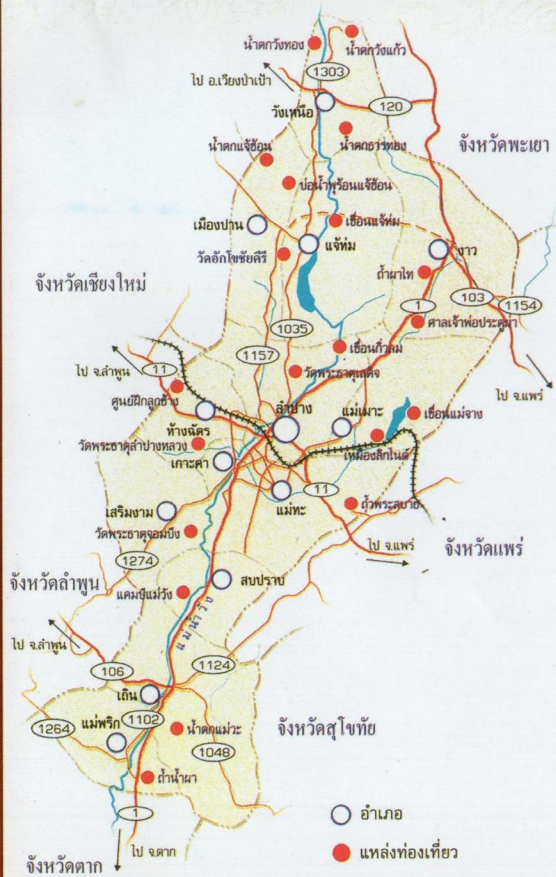 น้ำตกวังทอง
น้ำตกวังแก้ว
1303
ไป อ.เวียงป่าเป้า
วังเหนือ
120
น้ำตกธารทอง
จังหวัดพะเยา
น้ำตกแจ้ซ้อน
บ่อน้ำพุร้อนแจ้ซ้อน
เขื่อนแจ้ห่ม
เมืองปาน
แจ้ห่ม
งาว
วัดอักโขชัยคีรี
ถ้ำผาไท
จังหวัดเชียงใหม่
1
103
1154
ศาลเจ้าพ่อประตูผา
1035
1157
เขื่อนกิ่วลม
ไป จ.ลำพูน
11
วัดพระธาตุเสด็จ
ไป จ.แพร่
ศูนย์ฝึกลูกช้าง
ห้างฉัตร
ลำปาง
แม่เมาะ
เขื่อนแม่จาง
วัดพระธาตุลำปางหลวง
เกาะคา
เหมืองลิกไนต์
11
แม่ทะ
เสริมงาม
ถ้ำพระสบาย
วัดพระธาตุจอมปิง
ไป จ.แพร่
จังหวัดแพร่
1274
จังหวัดลำพูน
สบปราบ
แคมป์แม่วัง
แม่น้ำวัง
ไป จ.ลำพูน
106
1124
เถิน
1102
แม่พริก
1264
น้ำตกแม่วะ
จังหวัดสุโขทัย
1048
ถ้ำน้ำผา
1
อำเภอ
ไป จ.ตาก
แหล่งท่องเที่ยว
จังหวัดตาก